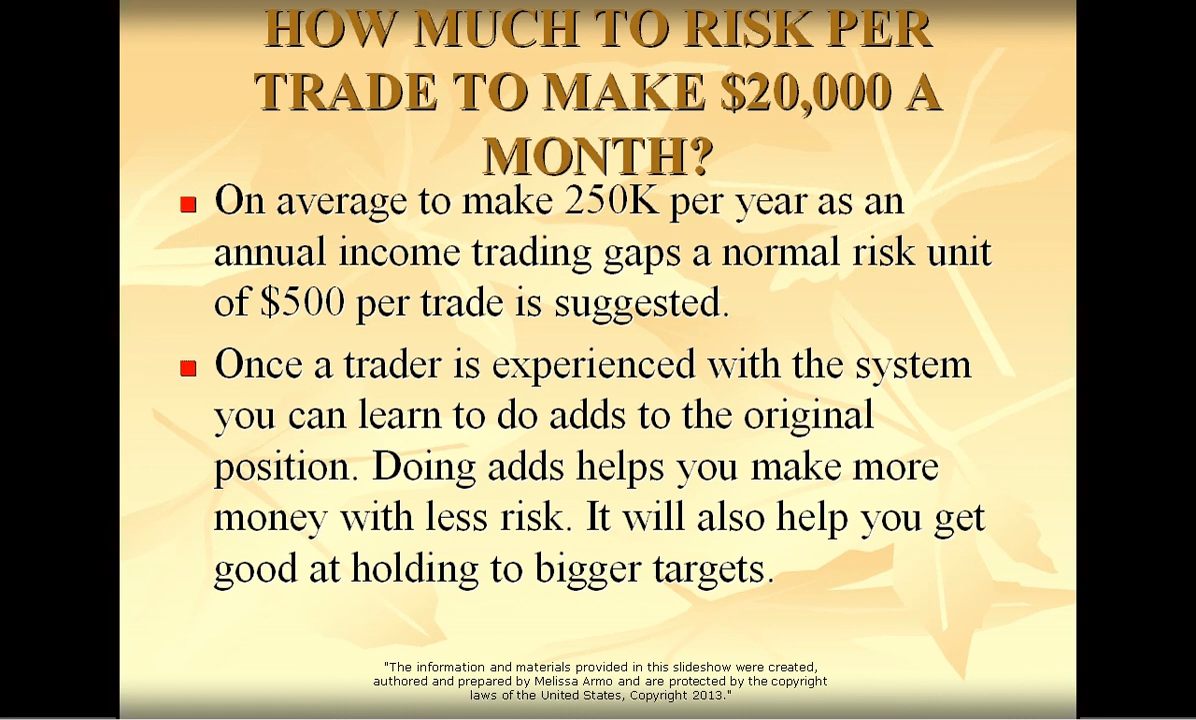 HOW MUCH TO RISK PER
TRADE TO MAKE $20,000 A
MONTH?
On average to make 250K per year as an
annual income trading gaps a normal risk unit
of $500 per trade is suggested.
Once a trader is experienced with the system
you can learn to do adds to the original
position. Doing adds helps you make more
money with less risk. It will also help you get
good at holding to bigger targets.
"The information and materials provided in this slideshow were created,
authored and prepared by Melissa Armo and are protected by the copyright
laws of the United States, Copyright 2013."